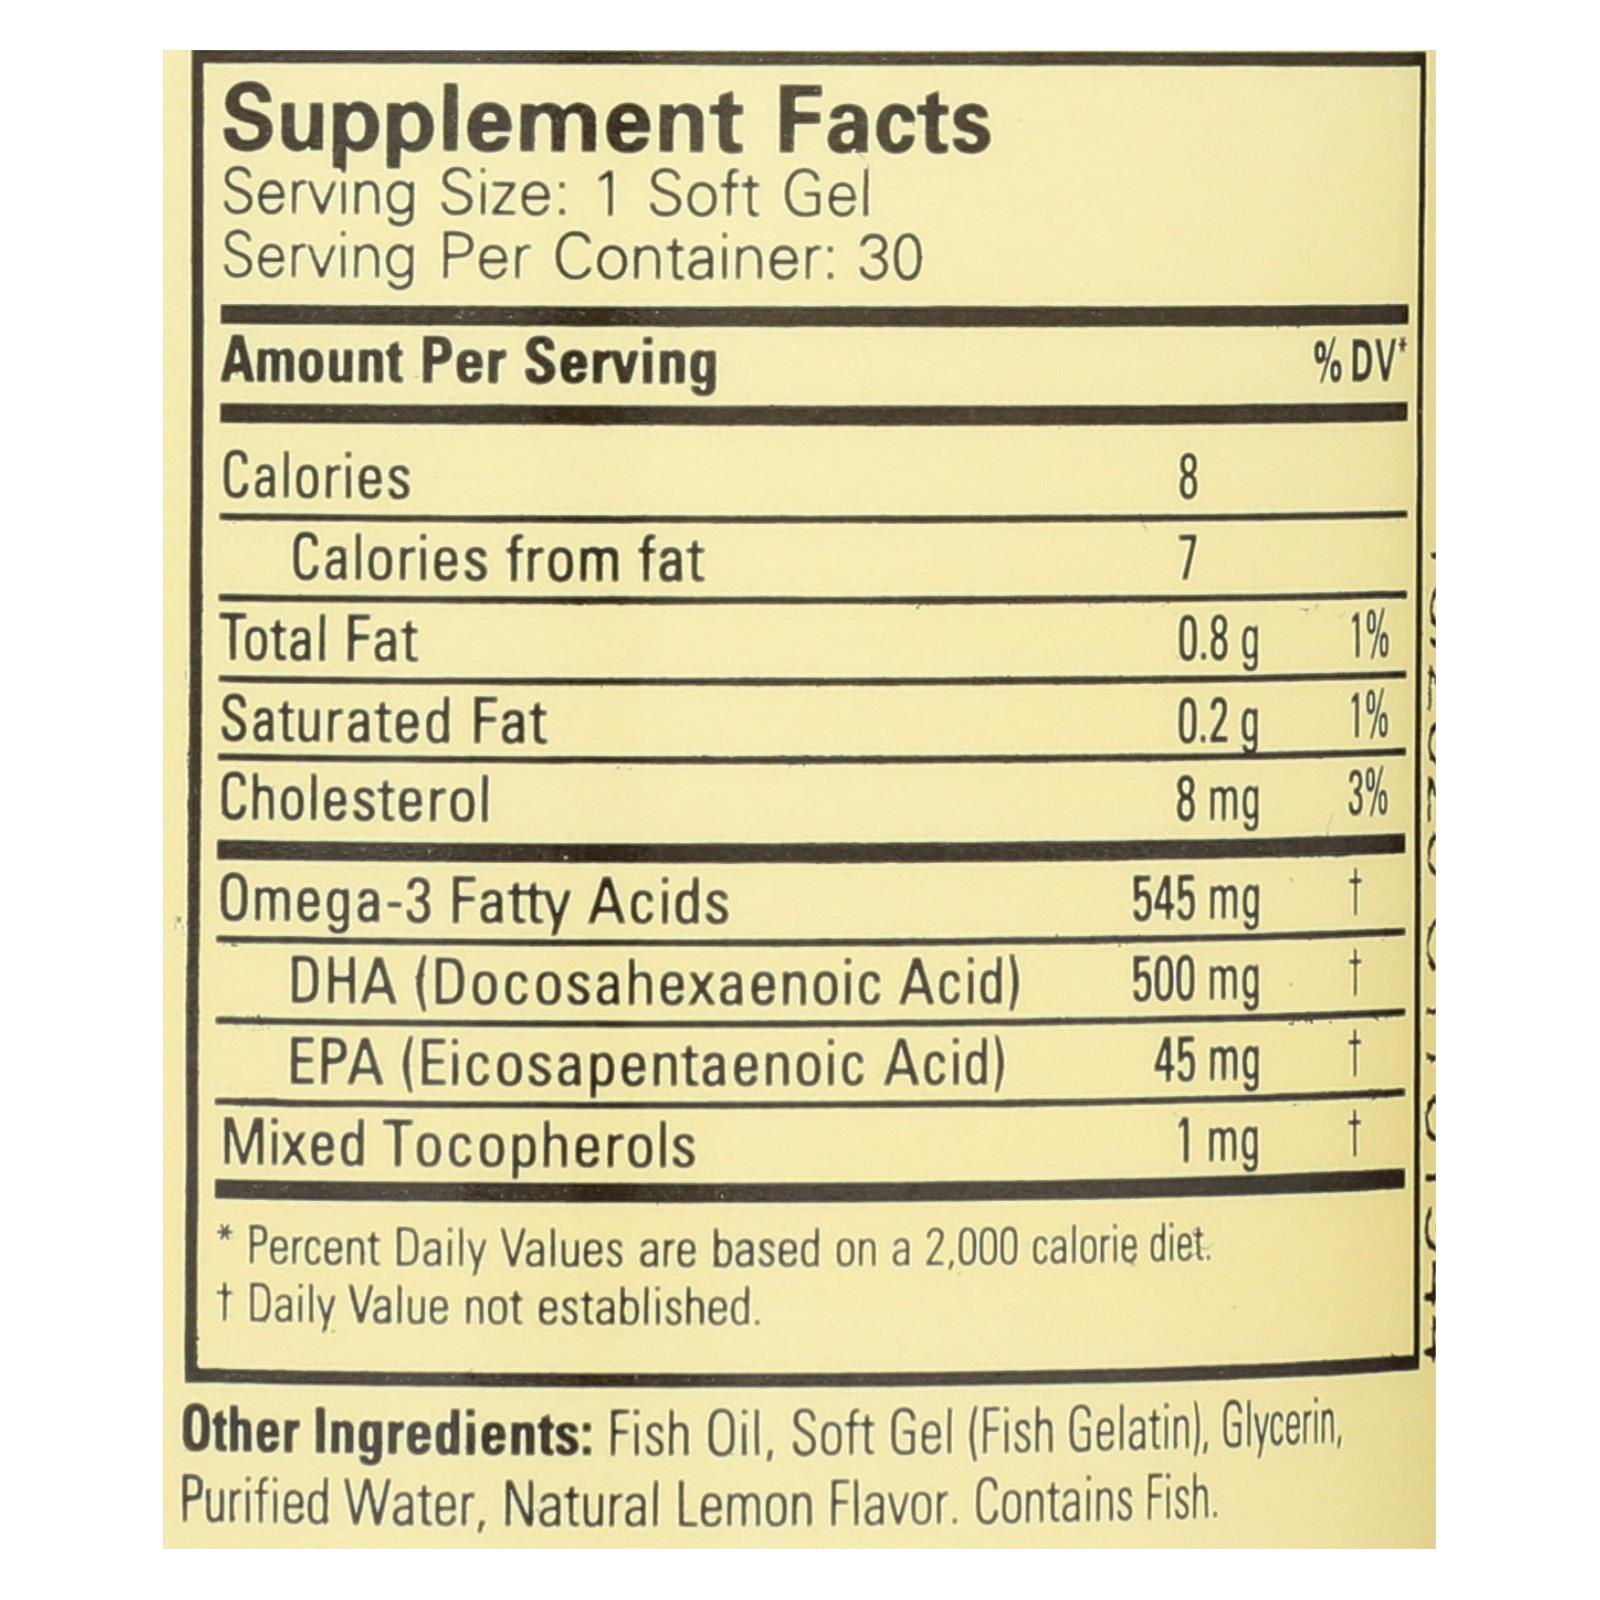 Supplement Facts
Serving Size: 1 Soft Gel
Serving Per Container: 30
Amount Per Serving % DV*
Calories 8
Calories from fat 7
Total Fat 0.8 g 1%
Saturated Fat 0.2 g 1%
Cholesterol 8 mg 3%
Omega-3 Fatty Acids 545 mg †
DHA (Docosahexaenoic Acid) 500 mg †
EPA (Eicosapentaenoic Acid) 45 mg †
Mixed Tocopherols 1 mg †
* Percent Daily Values are based on a 2,000 calorie diet.
† Daily Value not established.
Other Ingredients: Fish Oil, Soft Gel (Fish Gelatin), Glycerin,
Purified Water, Natural Lemon Flavor. Contains Fish.